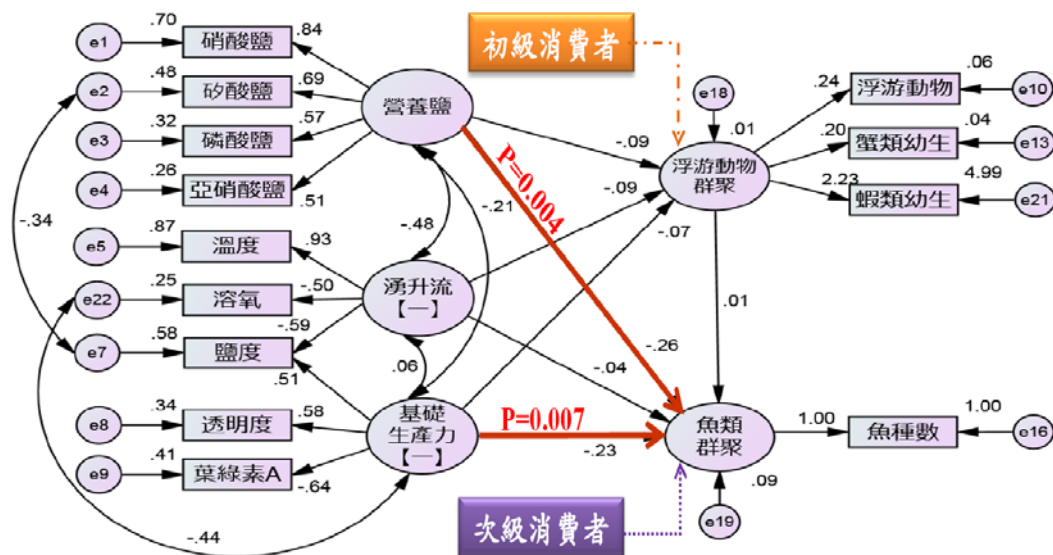 初級消費者
.70
e1
硝酸鹽
.84
.48
e2
矽酸鹽
.69
.32
e3
磷酸鹽
.57
.26
e4
亞硝酸鹽
.51
-.34
.87
e5
溫度
.93
.25
e22
溶氧
-.50
.58
e7
鹽度
-.59
.51
.34
e8
透明度
.58
.41
e9
葉綠素A
-.64
-.44
營養鹽
-.48
-.21
湧升流
【—】
.06
基礎
生產力
【—】
-.09
-.09
-.07
P=0.004
-.26
-.04
P=0.007
-.23
e18
.01
浮游動物
群聚
.01
魚類
群聚
.09
e19
.24
浮游動物
.06
e10
.20
蟹類幼生
.04
e13
2.23
蝦類幼生
4.99
e21
1.00
魚種數
1.00
e16
次級消費者